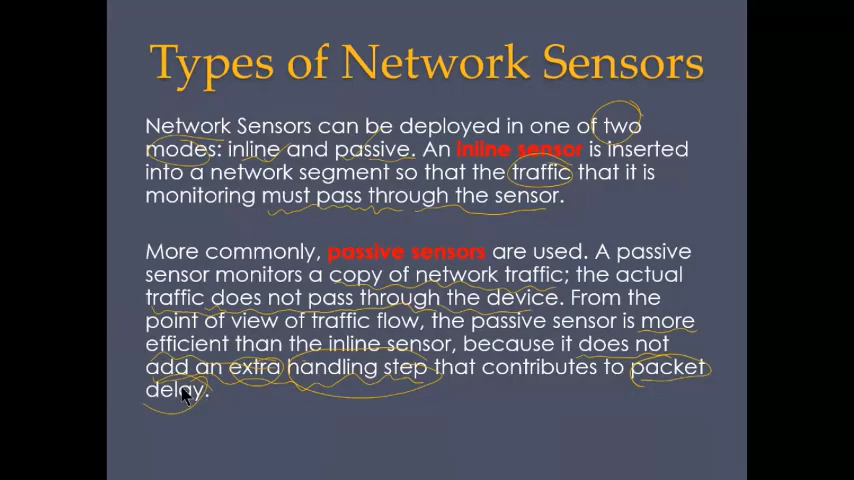 Types of Network Sensors
Network Sensors can be deployed in one of two
modes: inline and passive. An inline sensor is inserted
into a network segment so that the traffic that it is
monitoring must pass through the sensor.
More commonly, passive sensors are used. A passive
sensor monitors a copy of network traffic; the actual
traffic does not pass through the device. From the
point of view of traffic flow, the passive sensor is more
efficient than the inline sensor, because it does not
add an extra handling step that contributes to packet
delay.